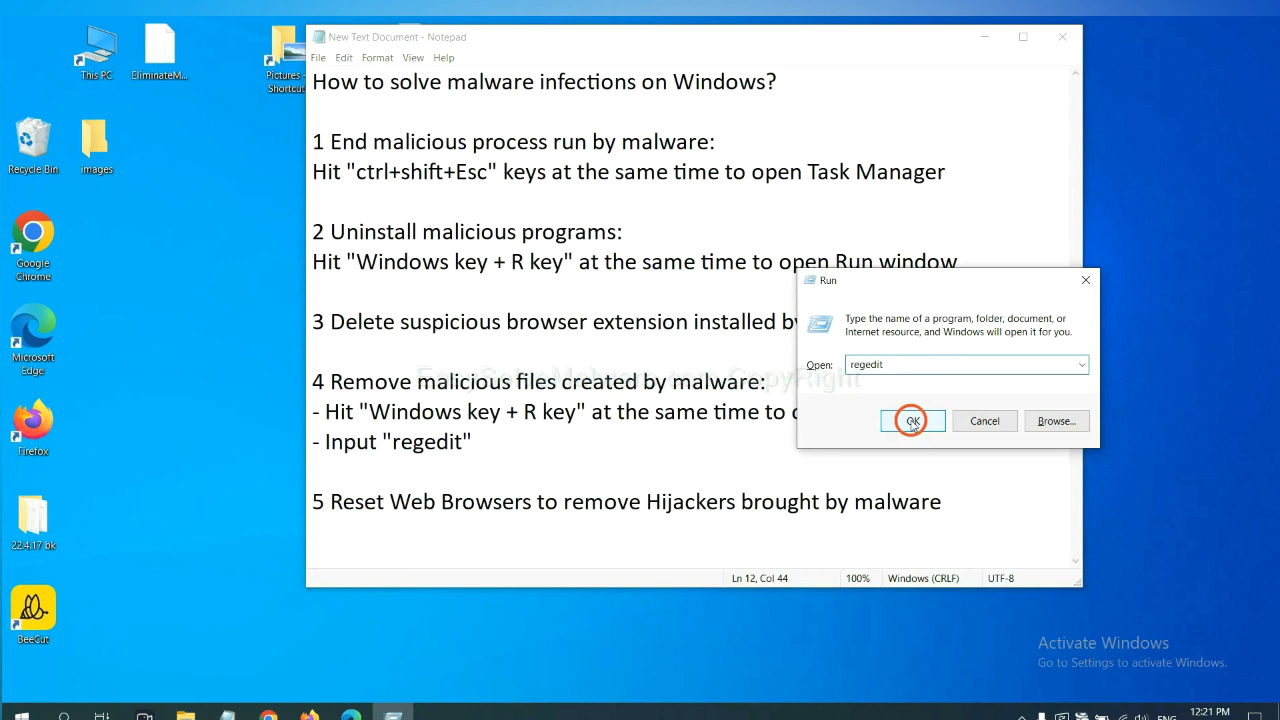 New Text Document - Notepad
File Edit Format View Help
How to solve malware infections on Windows?
1 End malicious process run by malware:
Hit "ctrl+shift+Esc" keys at the same time to open Task Manager
2 Uninstall malicious programs:
Hit "Windows key + R key" at the same time to open Run window
3 Delete suspicious browser extension installed by
4 Remove malicious files created by malware:
- Hit "Windows key + R key" at the same time to
- Input "regedit"
5 Reset Web Browsers to remove Hijackers brought by malware
Ln 12, Col 44 100% Windows (CRLF) UTF-8
Run
Type the name of a program, folder, document, or
Internet resource, and Windows will open it for you.
Open: regedit
OK Cancel Browse...
This PC
EliminateM...
Pictures -
Shortcut
Recycle Bin
images
Google
Chrome
Microsoft
Edge
Firefox
22.4.17 bk
BeeCut
Activate Windows
Go to Settings to activate Windows.
ENG
12:21 PM